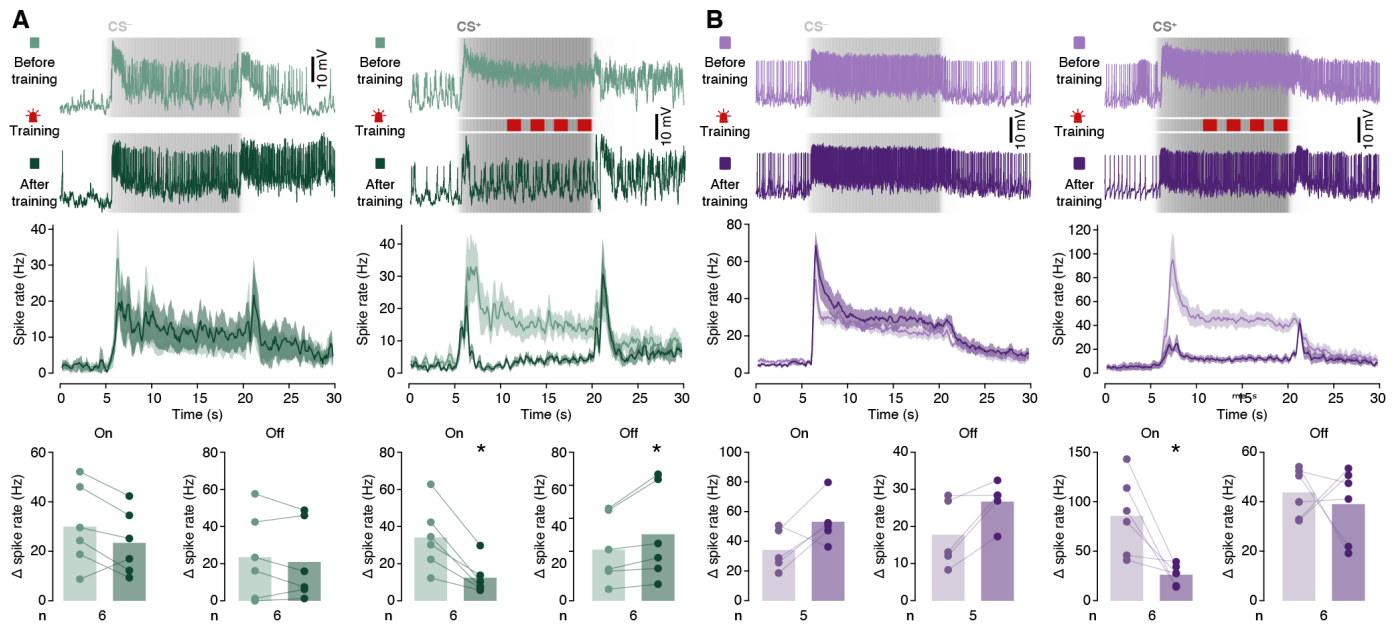 A
CS⁻
Before
training
10 mV
Training
After
training
CS⁺
Before
training
Training
10 mV
After
training
B
CS⁻
Before
training
Training
10 mV
After
training
CS⁺
Before
training
Training
10 mV
After
training
Spike rate (Hz)
40
30
20
10
0
0 5 10 15 20 25 30
Time (s)
Spike rate (Hz)
40
30
20
10
0
0 5 10 15 20 25 30
Time (s)
Spike rate (Hz)
80
60
40
20
0
0 5 10 15 20 25 30
Time (s)
Spike rate (Hz)
120
100
80
60
40
20
0
0 5 10 15 20 25 30
Time (s)
On
Δ spike rate (Hz)
60
40
20
0
n 6
Off
Δ spike rate (Hz)
80
60
40
20
0
6
On
*
Δ spike rate (Hz)
80
60
40
20
0
n 6
Off
*
Δ spike rate (Hz)
80
60
40
20
0
6
On
Δ spike rate (Hz)
100
80
60
40
20
0
n 5
Off
Δ spike rate (Hz)
40
30
20
10
0
5
On
*
Δ spike rate (Hz)
150
100
50
0
n 6
Off
Δ spike rate (Hz)
60
40
20
0
6